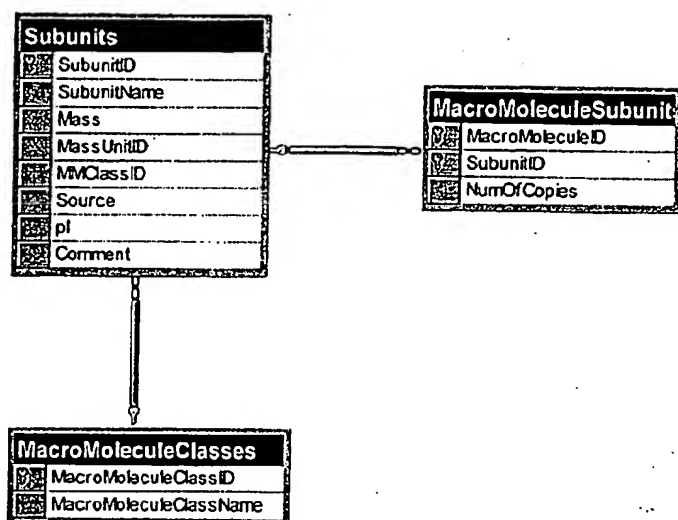 Subunits
SubunitID
SubunitName
Mass
MassUnitID
MMClassID
Source
pI
Comment
MacroMoleculeSubunit
MacroMoleculeID
SubunitID
NumOfCopies
MacroMoleculeClasses
MacroMoleculeClassID
MacroMoleculeClassName